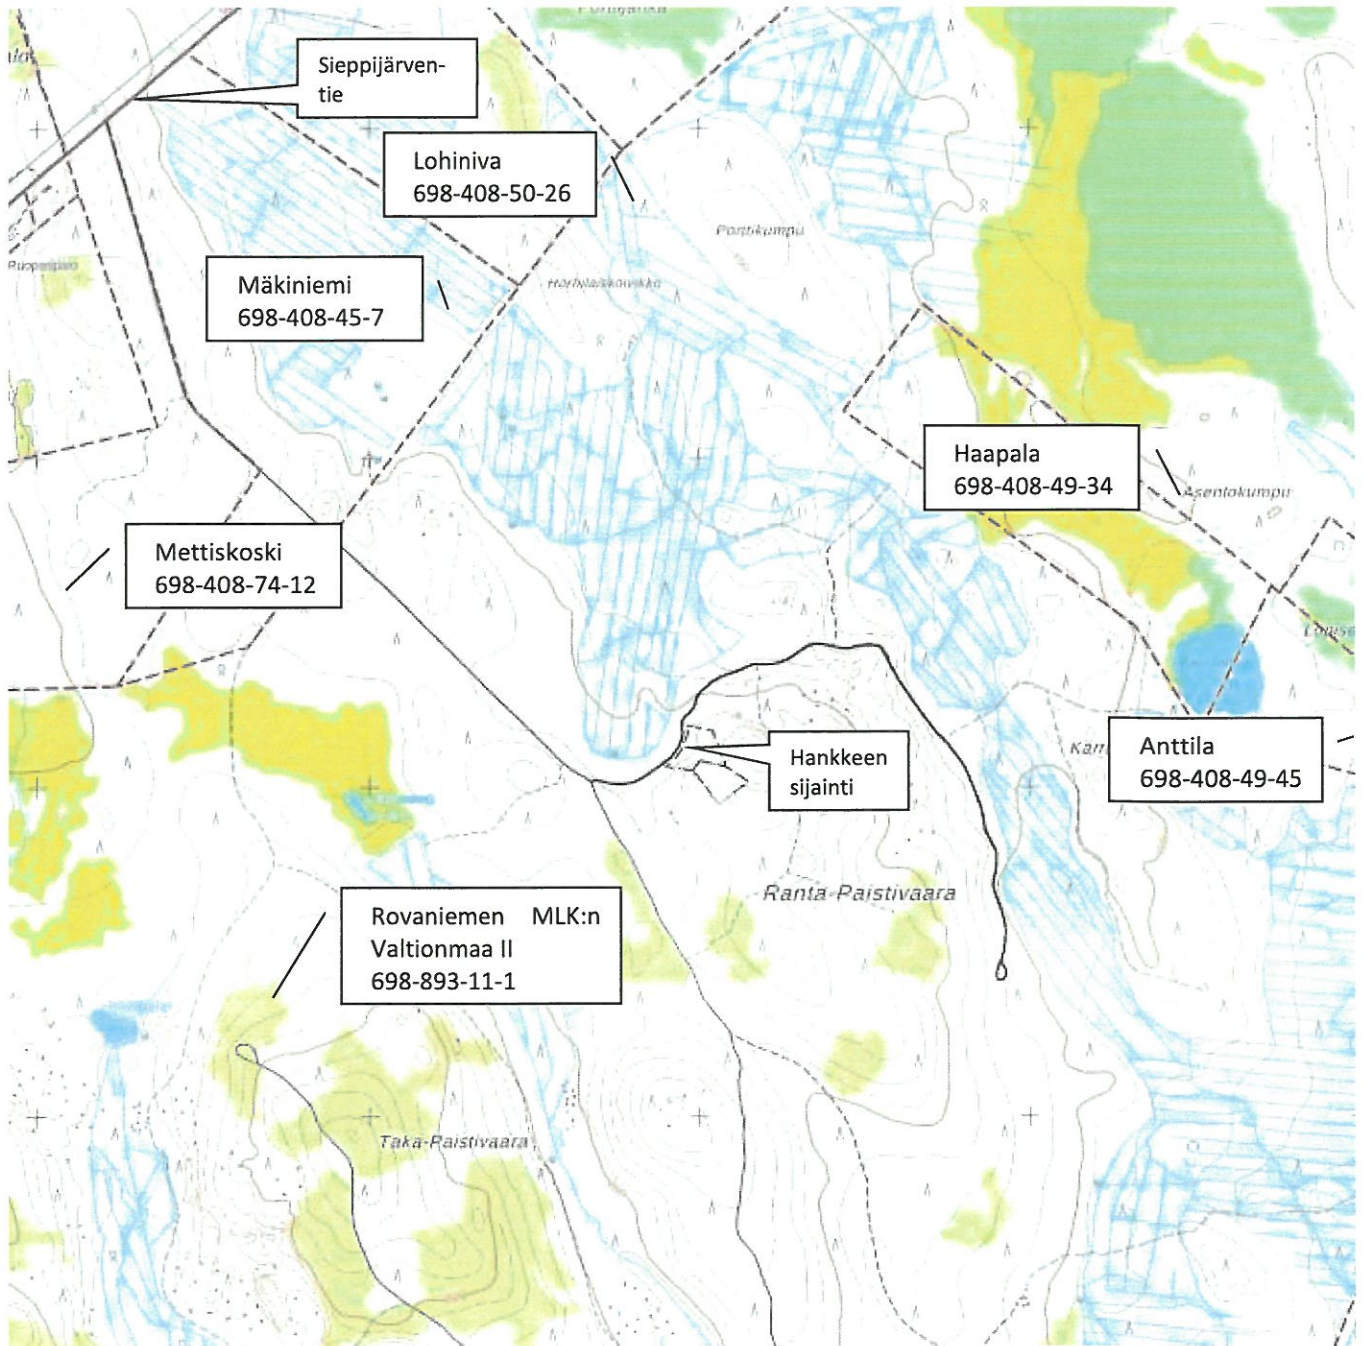 Sieppijärven-
tie
Lohiniva
698-408-50-26
Ponttikumpu
Mäkiniemi
698-408-45-7
Haapala
698-408-49-34
Asentokumpu
Mettiskoski
698-408-74-12
Hankkeen
sijainti
Anttila
698-408-49-45
Ranta-Paistivaara
Rovaniemen MLK:n
Valtionmaa II
698-893-11-1
Taka-Paistivaara